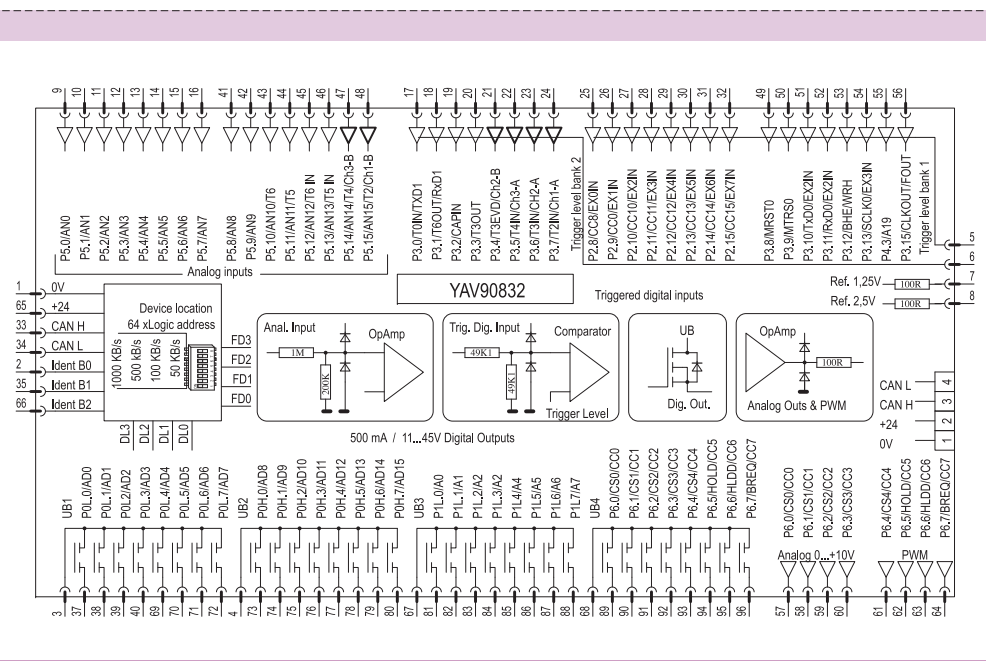 9 10 11 12 13 14 15 16 41 42 43 44 45 46 47 48 17 18 19 20 21 22 23 24 25 26 27 28 29 30 31 32 49 50 51 52 53 54 55 56
P5.0/AN0
P5.1/AN1
P5.2/AN2
P5.3/AN3
P5.4/AN4
P5.5/AN5
P5.6/AN6
P5.7/AN7
P5.8/AN8
P5.9/AN9
P5.10/AN10/T6
P5.11/AN11/T5
P5.12/AN12/T6 IN
P5.13/AN13/T5 IN
P5.14/AN14/T4/Ch3-B
P5.15/AN15/T2/Ch1-B
P3.0/T0IN/TXD1
P3.1/T6OUT/RxD1
P3.2/CAPIN
P3.3/T3OUT
P3.4/T3EVD/Ch2-B
P3.5/T4IN/Ch3-A
P3.6/T3IN/CH2-A
P3.7/T2IN/Ch1-A
Trigger level bank 2
P2.8/CC8/EX0IN
P2.9/CC0/EX1IN
P2.10/CC10/EX2IN
P2.11/CC11/EX3IN
P2.12/CC12/EX4IN
P2.13/CC13/EX5IN
P2.14/CC14/EX6IN
P2.15/CC15/EX7IN
P3.8/MRST0
P3.9/MTRS0
P3.10/TxD0/EX2IN
P3.11/RxD0/EX2IN
P3.12/BHE/WRH
P3.13/SCLK0/EX3IN
P4.3/A19
P3.15/CLKOUT/FOUT
Trigger level bank 1
Analog inputs
5
6
7
8
Ref. 1,25V 100R
Ref. 2,5V 100R
YAV90832
Triggered digital inputs
1 0V
65 +24
33 CAN H
34 CAN L
2 Ident B0
35 Ident B1
66 Ident B2
Device location
64 xLogic address
1000 KB/s
500 KB/s
100 KB/s
50 KB/s
FD3
FD2
FD1
FD0
DL3
DL2
DL1
DL0
Anal. Input
OpAmp
1M
200K
Trig. Dig. Input
Comparator
49K1
49K1
Trigger Level
UB
Dig. Out.
OpAmp
100R
Analog Outs & PWM
CAN L 4
CAN H 3
+24 2
0V 1
500 mA / 11...45V Digital Outputs
UB1
P0L.0/AD0
P0L.1/AD1
P0L.2/AD2
P0L.3/AD3
P0L.4/AD4
P0L.5/AD5
P0L.6/AD6
P0L.7/AD7
UB2
P0H.0/AD8
P0H.1/AD9
P0H.2/AD10
P0H.3/AD11
P0H.4/AD12
P0H.5/AD13
P0H.6/AD14
P0H.7/AD15
UB3
P1L.0/A0
P1L.1/A1
P1L.2/A2
P1L.3/A2
P1L.4/A4
P1L.5/A5
P1L.6/A6
P1L.7/A7
UB4
P6.0/CS0/CC0
P6.1/CS1/CC1
P6.2/CS2/CC2
P6.3/CS3/CC3
P6.4/CS4/CC4
P6.5/HOLD/CC5
P6.6/HLDD/CC6
P6.7/BREQ/CC7
P6.0/CS0/CC0
P6.1/CS1/CC1
P6.2/CS2/CC2
P6.3/CS3/CC3
P6.4/CS4/CC4
P6.5/HOLD/CC5
P6.6/HLDD/CC6
P6.7/BREQ/CC7
Analog 0...+10V
PWM
3 37 38 39 40 69 70 71 72 4 73 74 75 76 77 78 79 80 67 81 82 83 84 85 86 87 88 68 89 90 91 92 93 94 95 96 57 58 59 60 61 62 63 64